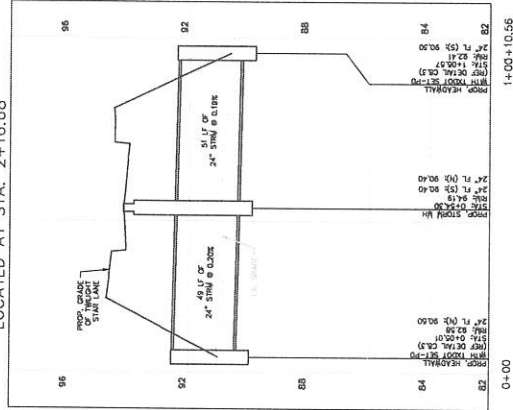 LOCATED AT STA. 2+16.68
96
96
PROP. GRADE
OF TWILIGHT
STAR LANE
92
92
49 LF OF
24" STRM @ 0.20%
51 LF OF
24" STRM @ 0.19%
88
88
84
84
82
82
PROP. HEADWALL
WITH TXDOT SET-PD
(REF DETAIL C8.3)
STA: 0+05.01
RIM: 92.58
24" FL (N): 90.50
PROP. STORM MH
STA: 0+54.30
RIM: 94.19
24" FL (S): 90.40
24" FL (N): 90.40
PROP. HEADWALL
WITH TXDOT SET-PD
(REF DETAIL C8.3)
STA: 1+05.57
RIM: 92.41
24" FL (S): 90.30
0+00
1+00
1+10.56